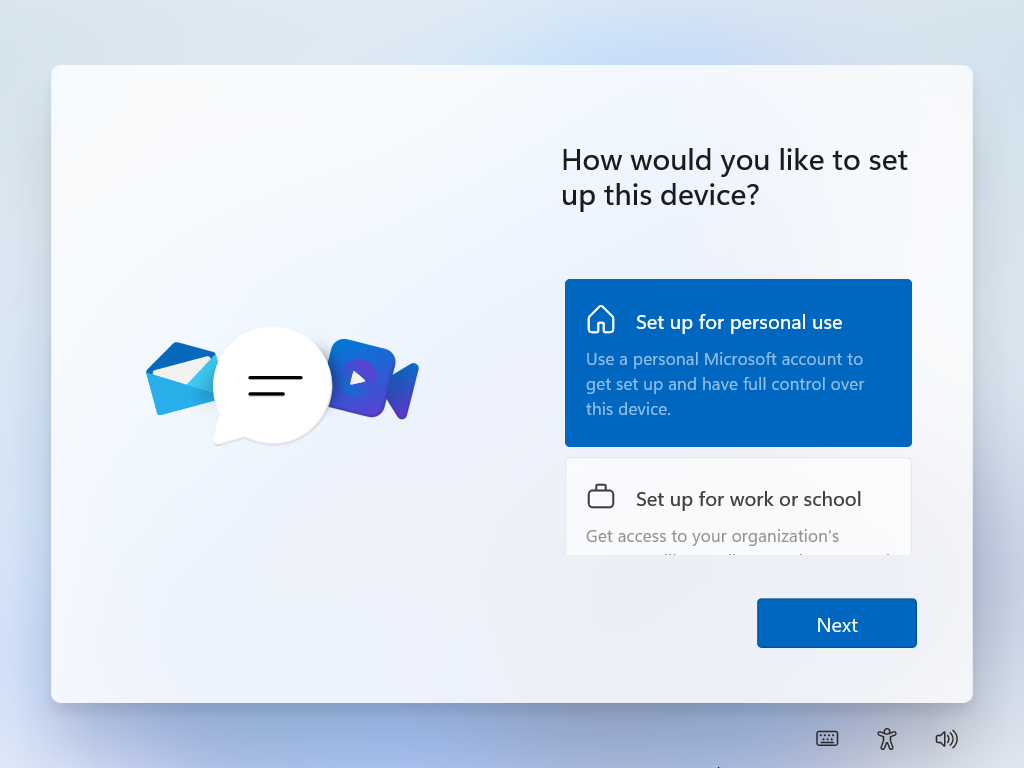 How would you like to set
up this device?
Set up for personal use
Use a personal Microsoft account to
get set up and have full control over
this device.
Set up for work or school
Get access to your organization's
Next